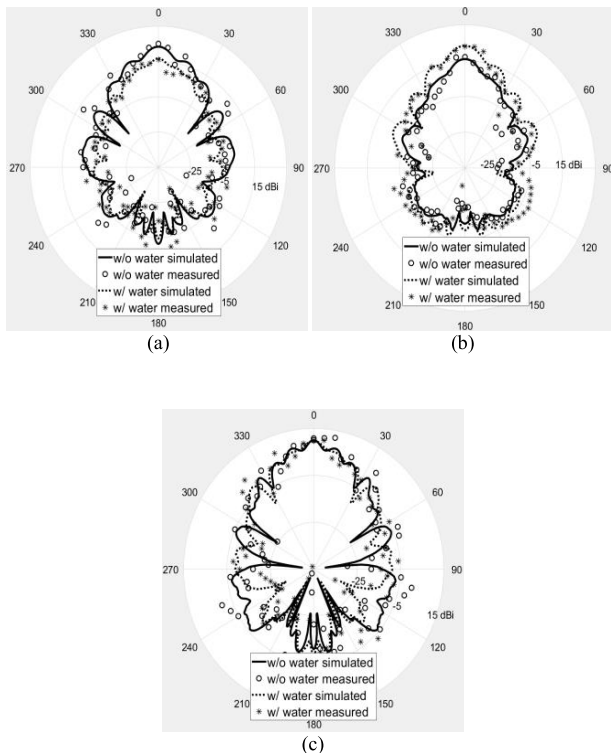 0
330 30
300 60
270 90
-25 -5 15 dBi
240 120
w/o water simulated
w/o water measured
w/ water simulated
w/ water measured
210 150
180
(a)
0
330 30
300 60
270 90
-25 -5 15 dBi
240 120
w/o water simulated
w/o water measured
w/ water simulated
w/ water measured
210 150
180
(b)
0
330 30
300 60
270 90
-25 -5 15 dBi
240 120
w/o water simulated
w/o water measured
w/ water simulated
w/ water measured
210 150
180
(c)